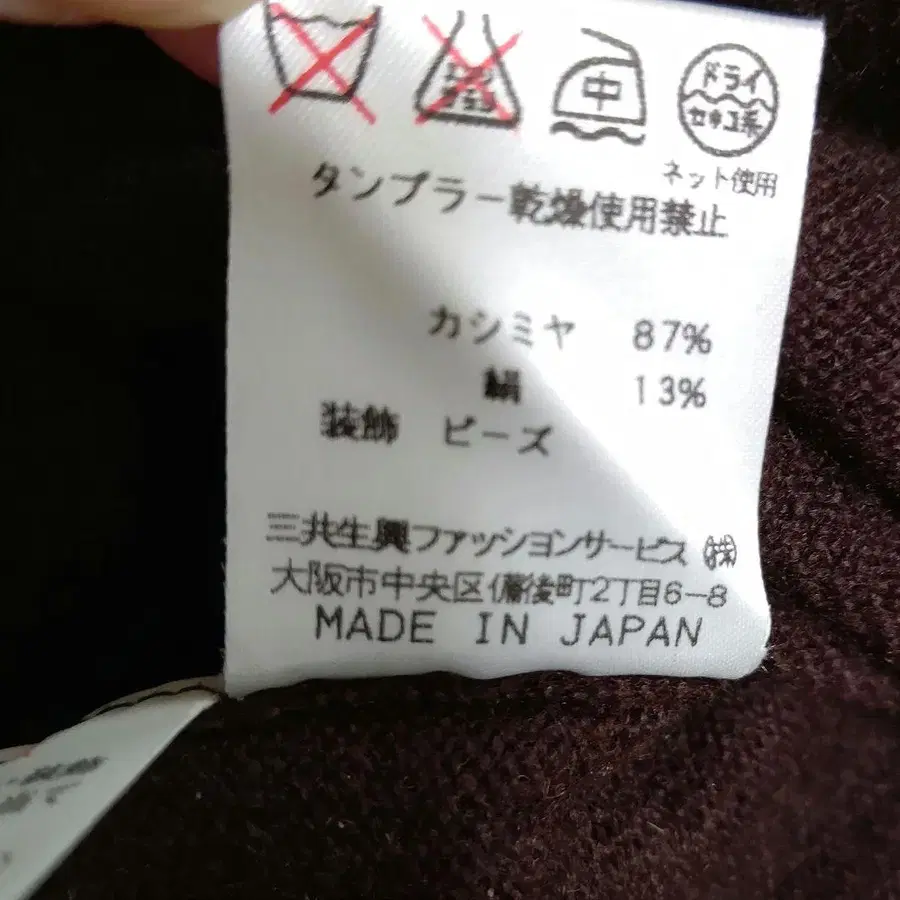 中 ドライ
セキユ系
ネット使用
タンブラー乾燥使用禁止
カシミヤ 87%
絹 13%
装飾 ビーズ
三共生興ファッションサービス㈱
大阪市中央区備後町2丁目6-8
MADE IN JAPAN